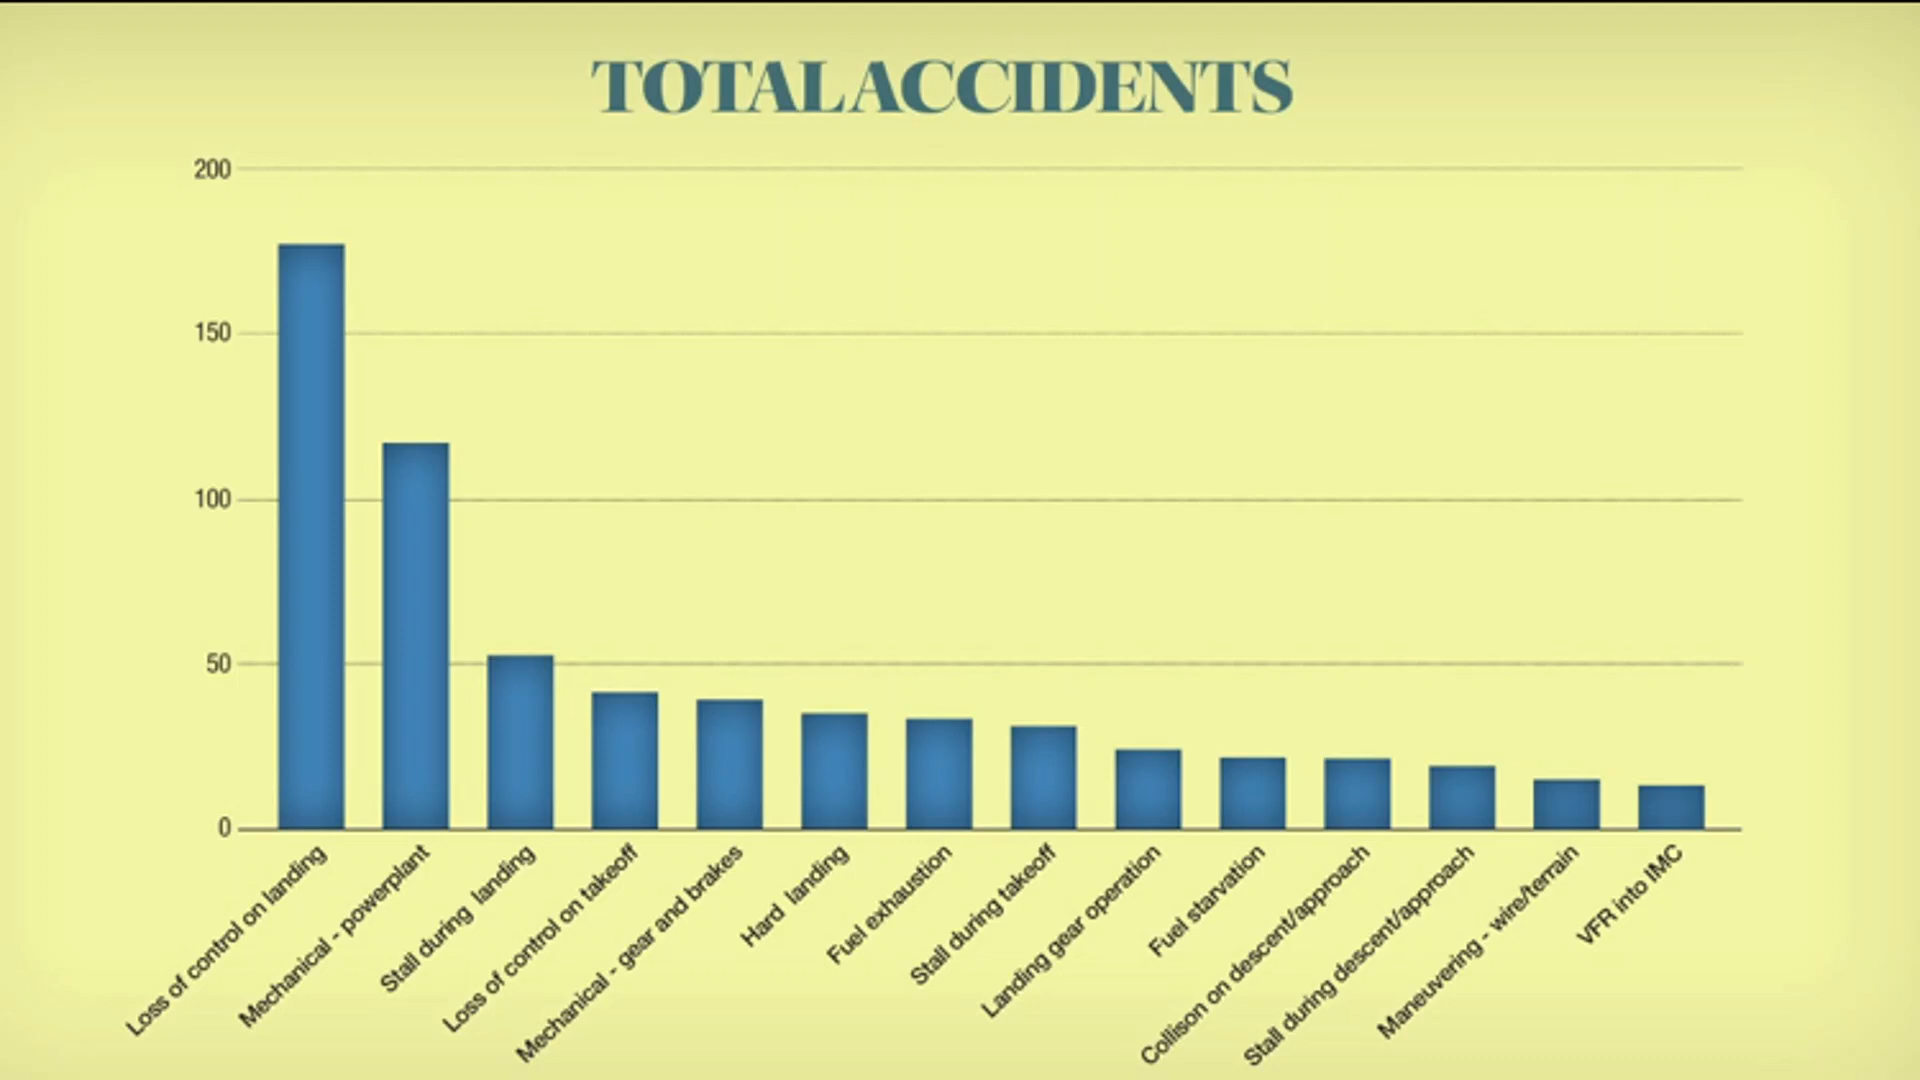 TOTAL ACCIDENTS
200
150
100
50
0
Loss of control on landing
Mechanical - powerplant
Stall during landing
Loss of control on takeoff
Mechanical - gear and brakes
Hard landing
Fuel exhaustion
Stall during takeoff
Landing gear operation
Fuel starvation
Collison on descent/approach
Stall during descent/approach
Maneuvering - wire/terrain
VFR into IMC